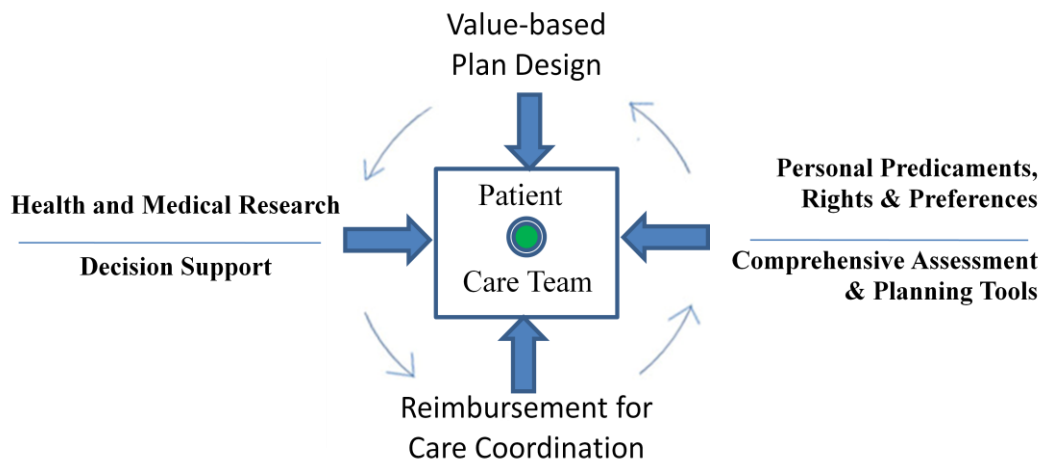 Value-based
Plan Design
Health and Medical Research
Decision Support
Patient
Care Team
Personal Predicaments,
Rights & Preferences
Comprehensive Assessment
& Planning Tools
Reimbursement for
Care Coordination